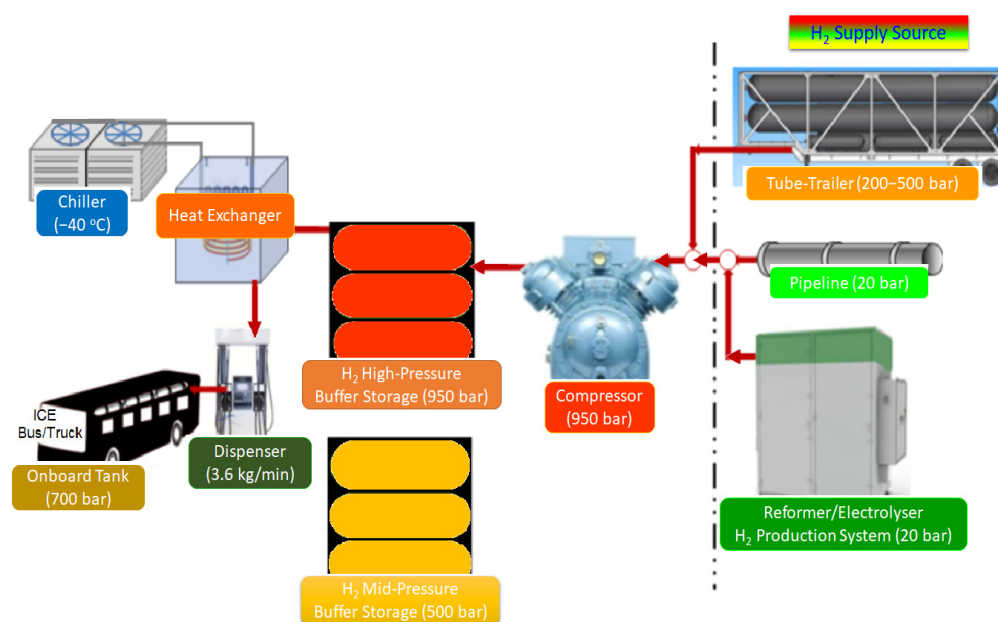 H₂ Supply Source
Tube-Trailer (200−500 bar)
Chiller
(−40 ᵒC)
Heat Exchanger
Pipeline (20 bar)
H₂ High-Pressure
Buffer Storage (950 bar)
Compressor
(950 bar)
ICE
Bus/Truck
Dispenser
(3.6 kg/min)
Onboard Tank
(700 bar)
Reformer/Electrolyser
H₂ Production System (20 bar)
H₂ Mid-Pressure
Buffer Storage (500 bar)